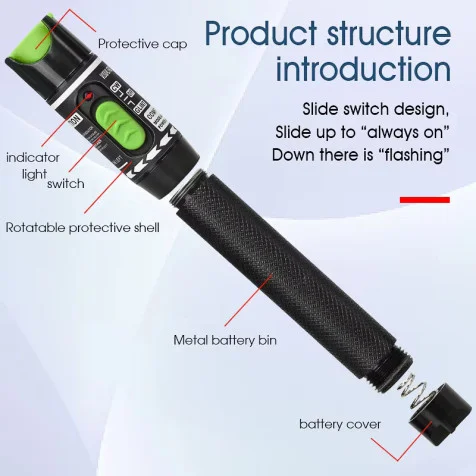 Product structure
introduction
Protective cap
Slide switch design,
Slide up to “always on”
Down there is “flashing”
indicator
light
switch
Rotatable protective shell
Metal battery bin
battery cover